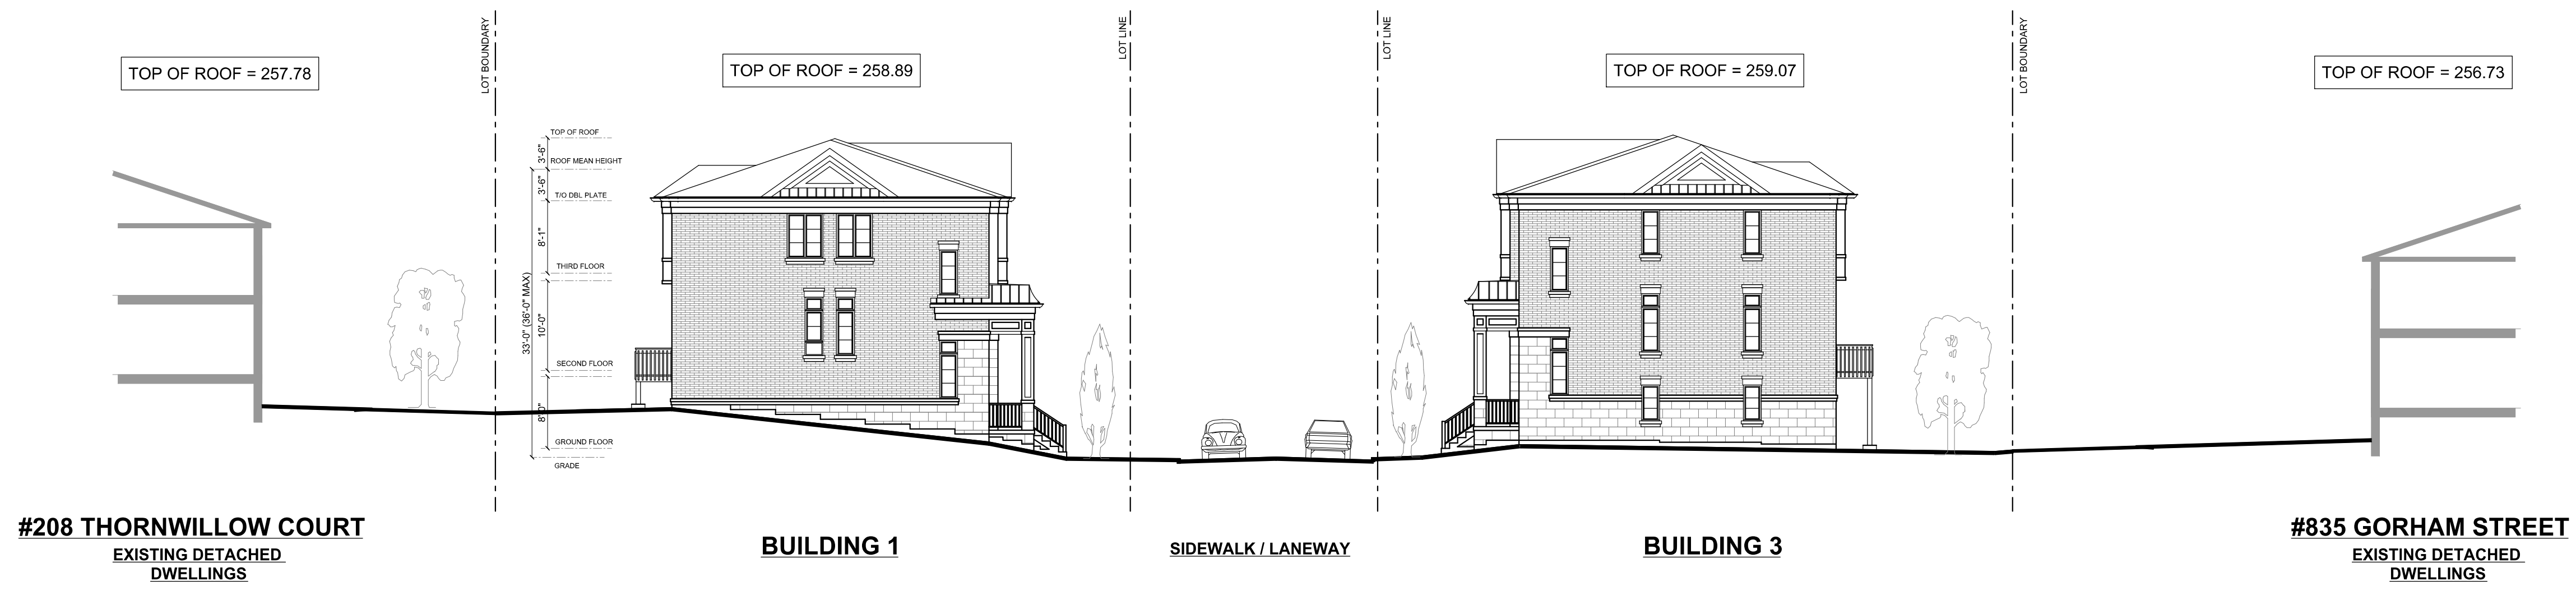 TOP OF ROOF = 257.78
LOT BOUNDARY
TOP OF ROOF = 258.89
LOT LINE
LOT LINE
TOP OF ROOF = 259.07
LOT BOUNDARY
TOP OF ROOF = 256.73
TOP OF ROOF
3'-6"
ROOF MEAN HEIGHT
3'-6"
T/O DBL PLATE
8'-1"
THIRD FLOOR
33'-0" (36'-0" MAX)
10'-0"
SECOND FLOOR
8'-0"
GROUND FLOOR
GRADE
#208 THORNWILLOW COURT
EXISTING DETACHED
DWELLINGS
BUILDING 1
SIDEWALK / LANEWAY
BUILDING 3
#835 GORHAM STREET
EXISTING DETACHED
DWELLINGS